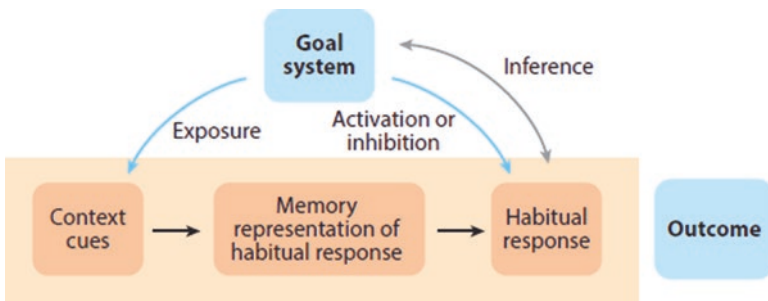 Goal
system
Inference
Exposure
Activation or
inhibition
Context
cues
Memory
representation of
habitual response
Habitual
response
Outcome